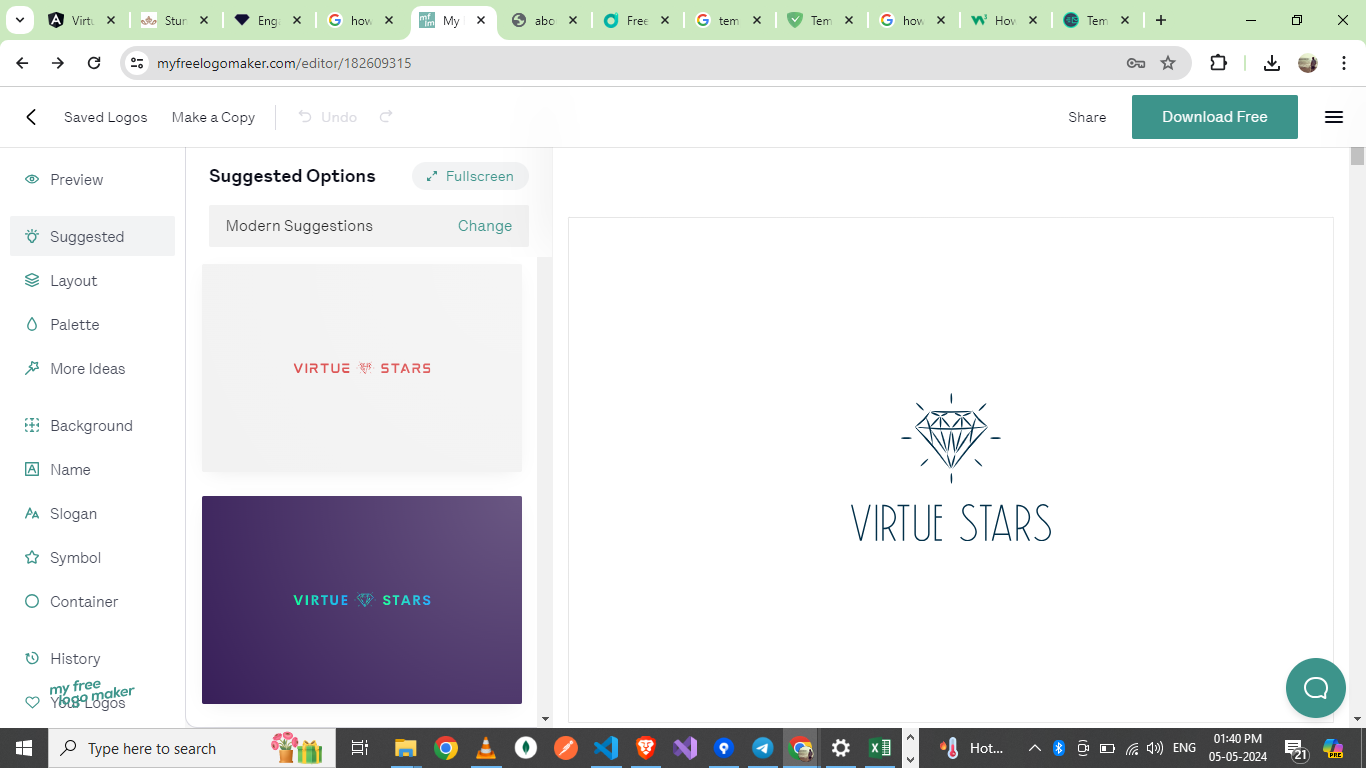 Virtu
Stur
Enga
how
My l
abo
Free
tem
Tem
how
How
Tem
myfreelogomaker.com/editor/182609315
Saved Logos
Make a Copy
Undo
Share
Download Free
Preview
Suggested
Layout
Palette
More Ideas
Background
Name
Slogan
Symbol
Container
History
Your Logos
my free
logo maker
Suggested Options
Fullscreen
Modern Suggestions
Change
VIRTUE STARS
VIRTUE STARS
VIRTUE STARS
Type here to search
Hot...
ENG
01:40 PM
05-05-2024
21
PRE